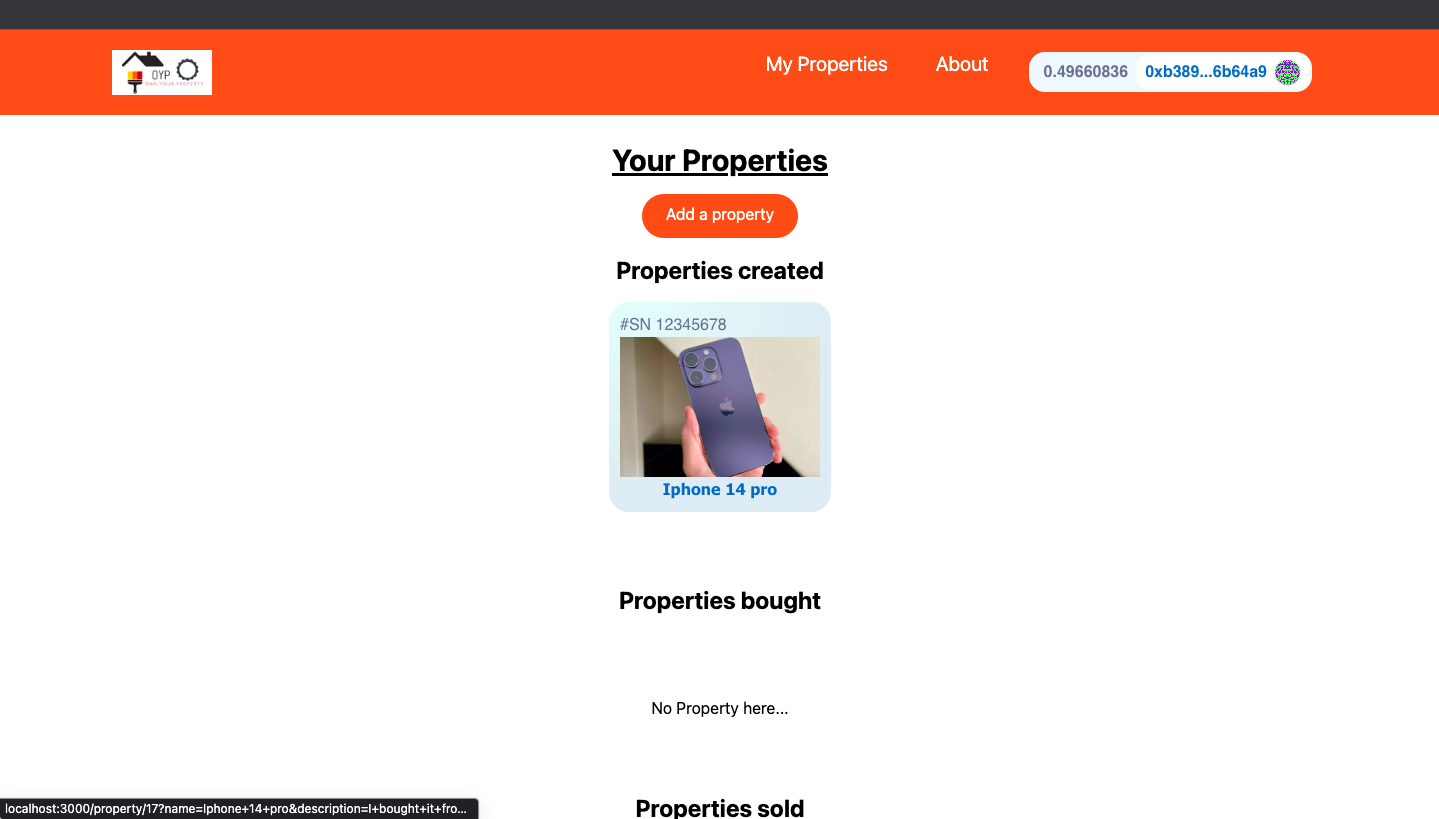 OYP
OWN YOUR PROPERTY
My Properties
About
0.49660836
0xb389...6b64a9
Your Properties
Add a property
Properties created
#SN 12345678
Iphone 14 pro
Properties bought
No Property here...
Properties sold
localhost:3000/property/17?name=Iphone+14+pro&description=I+bought+it+fro...